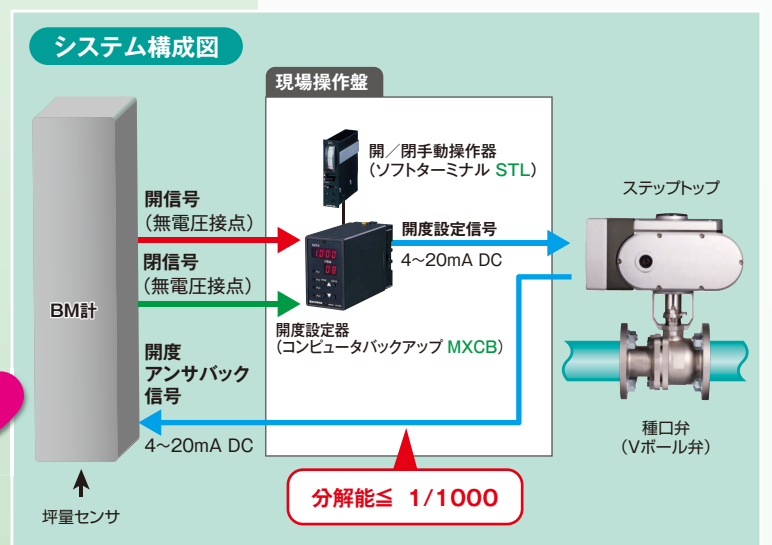 システム構成図
現場操作盤
開/閉手動操作器
(ソフトターミナル STL)
ステップトップ
開信号
(無電圧接点)
開度設定信号
4~20mA DC
閉信号
(無電圧接点)
BM計
開度設定器
(コンピュータバックアップ MXCB)
開度
アンサバック
信号
4~20mA DC
種口弁
(Vボール弁)
分解能≦ 1/1000
坪量センサ